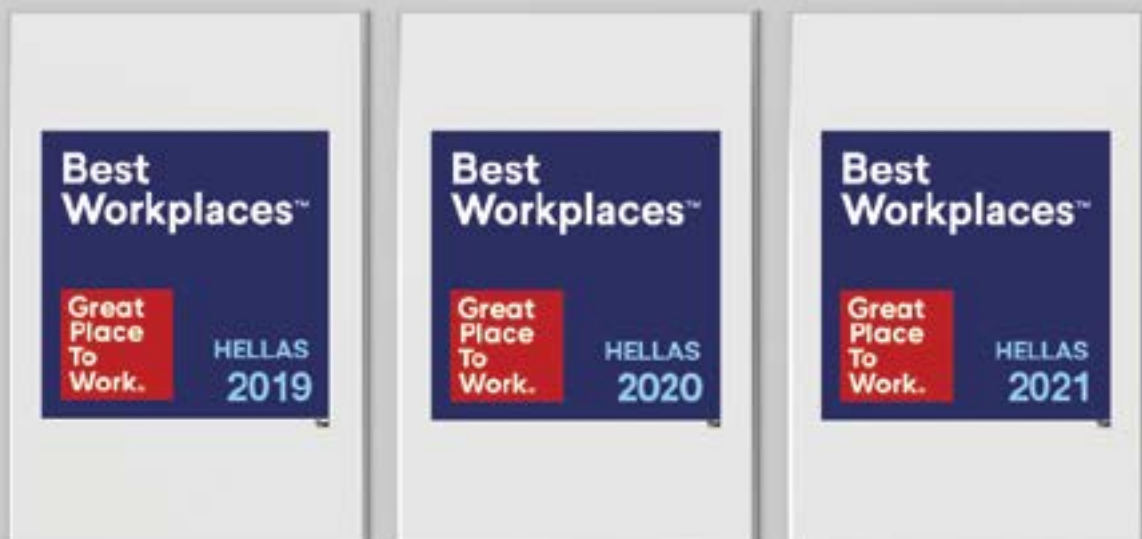 Best
Workplaces™
Great
Place
To
Work.
HELLAS
2019
Best
Workplaces™
Great
Place
To
Work.
HELLAS
2020
Best
Workplaces™
Great
Place
To
Work.
HELLAS
2021